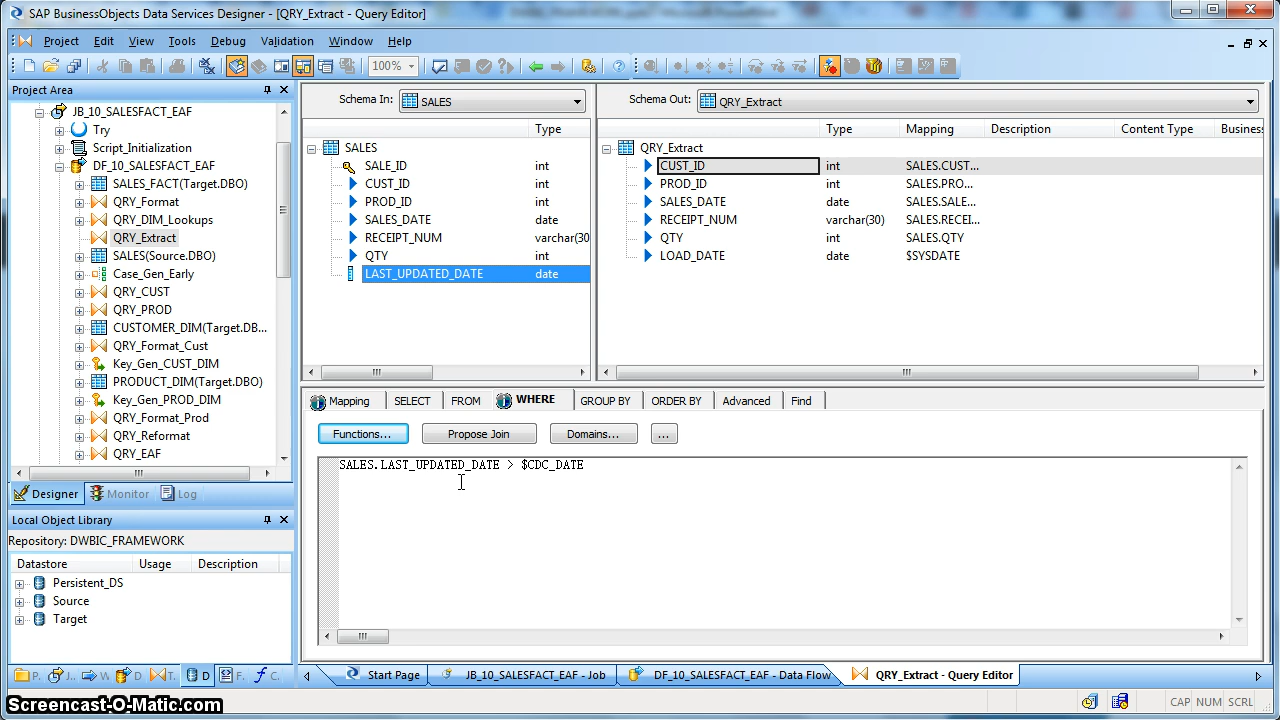 SAP BusinessObjects Data Services Designer - [QRY_Extract - Query Editor]
Project Edit View Tools Debug Validation Window Help
100%
Project Area
JB_10_SALESFACT_EAF
Try
Script_Initialization
DF_10_SALESFACT_EAF
SALES_FACT(Target.DBO)
QRY_Format
QRY_DIM_Lookups
QRY_Extract
SALES(Source.DBO)
Case_Gen_Early
QRY_CUST
QRY_PROD
CUSTOMER_DIM(Target.DB...
QRY_Format_Cust
Key_Gen_CUST_DIM
PRODUCT_DIM(Target.DBO)
Key_Gen_PROD_DIM
QRY_Format_Prod
QRY_Reformat
QRY_EAF
Designer Monitor Log
Local Object Library
Repository: DWBIC_FRAMEWORK
Datastore Usage Description
Persistent_DS
Source
Target
P. J.. W D T. D F. C.
Schema In: SALES
Type
SALES
SALE_ID int
CUST_ID int
PROD_ID int
SALES_DATE date
RECEIPT_NUM varchar(30
QTY int
LAST_UPDATED_DATE date
Schema Out: QRY_Extract
Type Mapping Description Content Type Business
QRY_Extract
CUST_ID int SALES.CUST...
PROD_ID int SALES.PRO...
SALES_DATE date SALES.SALE...
RECEIPT_NUM varchar(30) SALES.RECEI...
QTY int SALES.QTY
LOAD_DATE date $SYSDATE
Mapping SELECT FROM WHERE GROUP BY ORDER BY Advanced Find
Functions... Propose Join Domains... ...
SALES.LAST_UPDATED_DATE > $CDC_DATE
Start Page JB_10_SALESFACT_EAF - Job DF_10_SALESFACT_EAF - Data Flow QRY_Extract - Query Editor
CAP NUM SCRL
Screencast-O-Matic.com